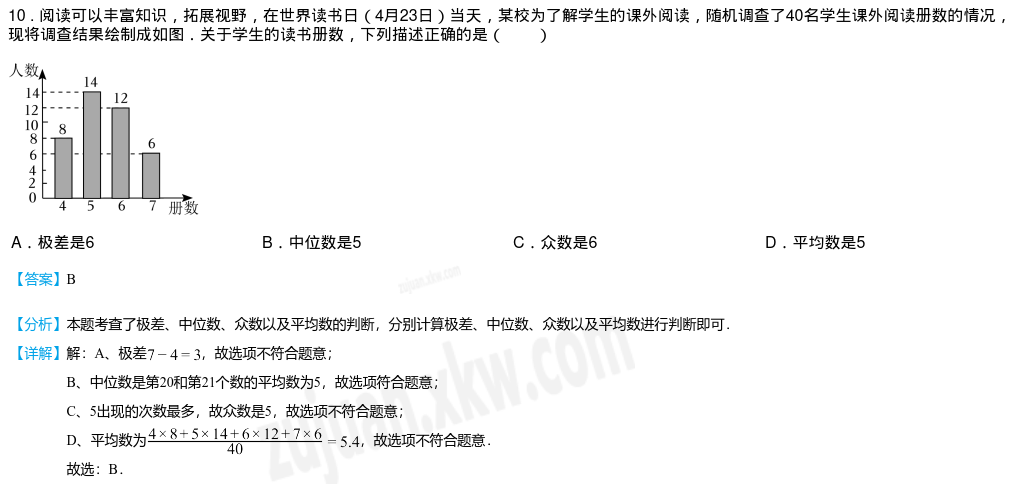 10．阅读可以丰富知识，拓展视野，在世界读书日（4月23日）当天，某校为了解学生的课外阅读，随机调查了40名学生课外阅读册数的情况，
现将调查结果绘制成如图．关于学生的读书册数，下列描述正确的是（　　）
人数
14
14
12
12
10
8
8
6
6
4
2
0
4 5 6 7 册数
A．极差是6 B．中位数是5 C．众数是6 D．平均数是5
【答案】B
zujuan.xkw.com
【分析】本题考查了极差、中位数、众数以及平均数的判断，分别计算极差、中位数、众数以及平均数进行判断即可．
【详解】解：A、极差7－4＝3，故选项不符合题意；
B、中位数是第20和第21个数的平均数为5，故选项符合题意；
C、5出现的次数最多，故众数是5，故选项不符合题意；
D、平均数为 4×8+5×14+6×12+7×6 / 40 = 5.4，故选项不符合题意．
故选：B．
zujuan.xkw.com